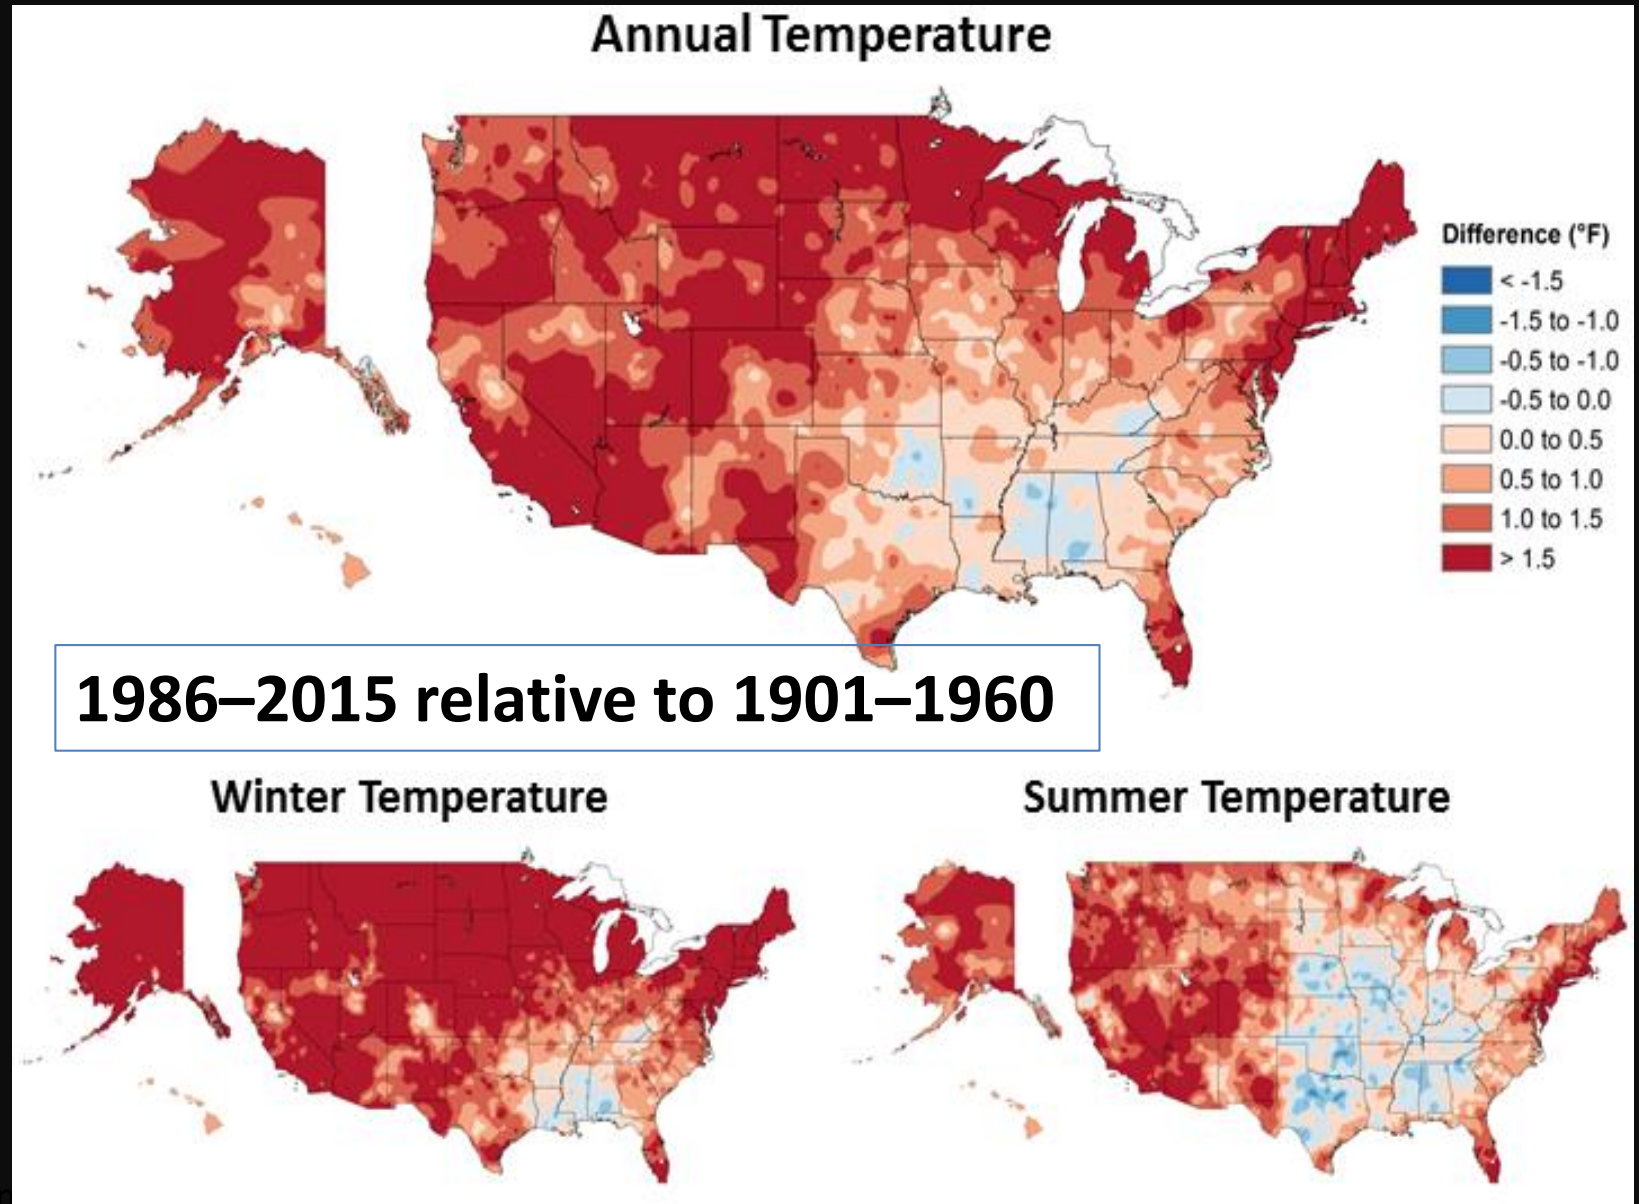 Annual Temperature
Difference (°F)
< -1.5
-1.5 to -1.0
-0.5 to -1.0
-0.5 to 0.0
0.0 to 0.5
0.5 to 1.0
1.0 to 1.5
> 1.5
1986–2015 relative to 1901–1960
Winter Temperature
Summer Temperature